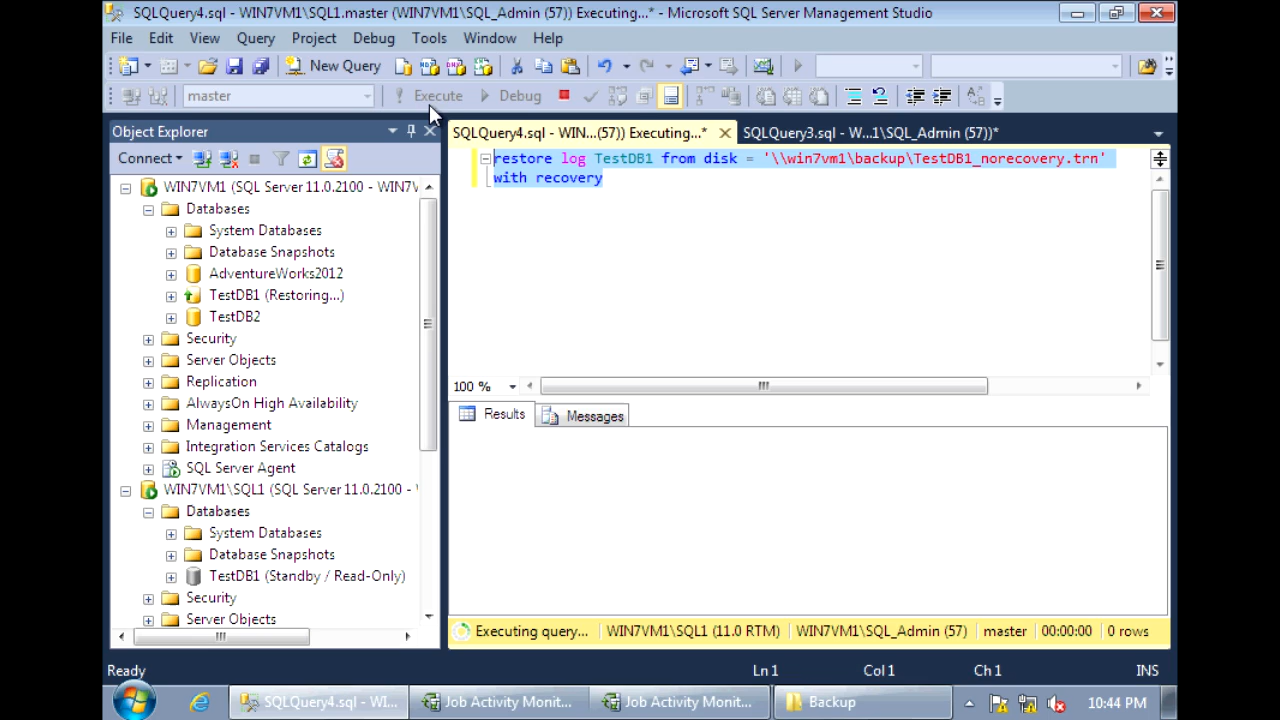 SQLQuery4.sql - WIN7VM1\SQL1.master (WIN7VM1\SQL_Admin (57)) Executing...* - Microsoft SQL Server Management Studio
File Edit View Query Project Debug Tools Window Help
New Query
master Execute Debug
Object Explorer
SQLQuery4.sql - WIN...(57)) Executing...*
SQLQuery3.sql - W...1\SQL_Admin (57))*
Connect
WIN7VM1 (SQL Server 11.0.2100 - WIN7V
Databases
System Databases
Database Snapshots
AdventureWorks2012
TestDB1 (Restoring...)
TestDB2
Security
Server Objects
Replication
AlwaysOn High Availability
Management
Integration Services Catalogs
SQL Server Agent
WIN7VM1\SQL1 (SQL Server 11.0.2100 -
Databases
System Databases
Database Snapshots
TestDB1 (Standby / Read-Only)
Security
Server Objects
restore log TestDB1 from disk = '\\win7vm1\backup\TestDB1_norecovery.trn'
with recovery
100 %
Results Messages
Executing query... WIN7VM1\SQL1 (11.0 RTM) WIN7VM1\SQL_Admin (57) master 00:00:00 0 rows
Ready Ln 1 Col 1 Ch 1 INS
SQLQuery4.sql - WI... Job Activity Monit... Job Activity Monit... Backup 10:44 PM